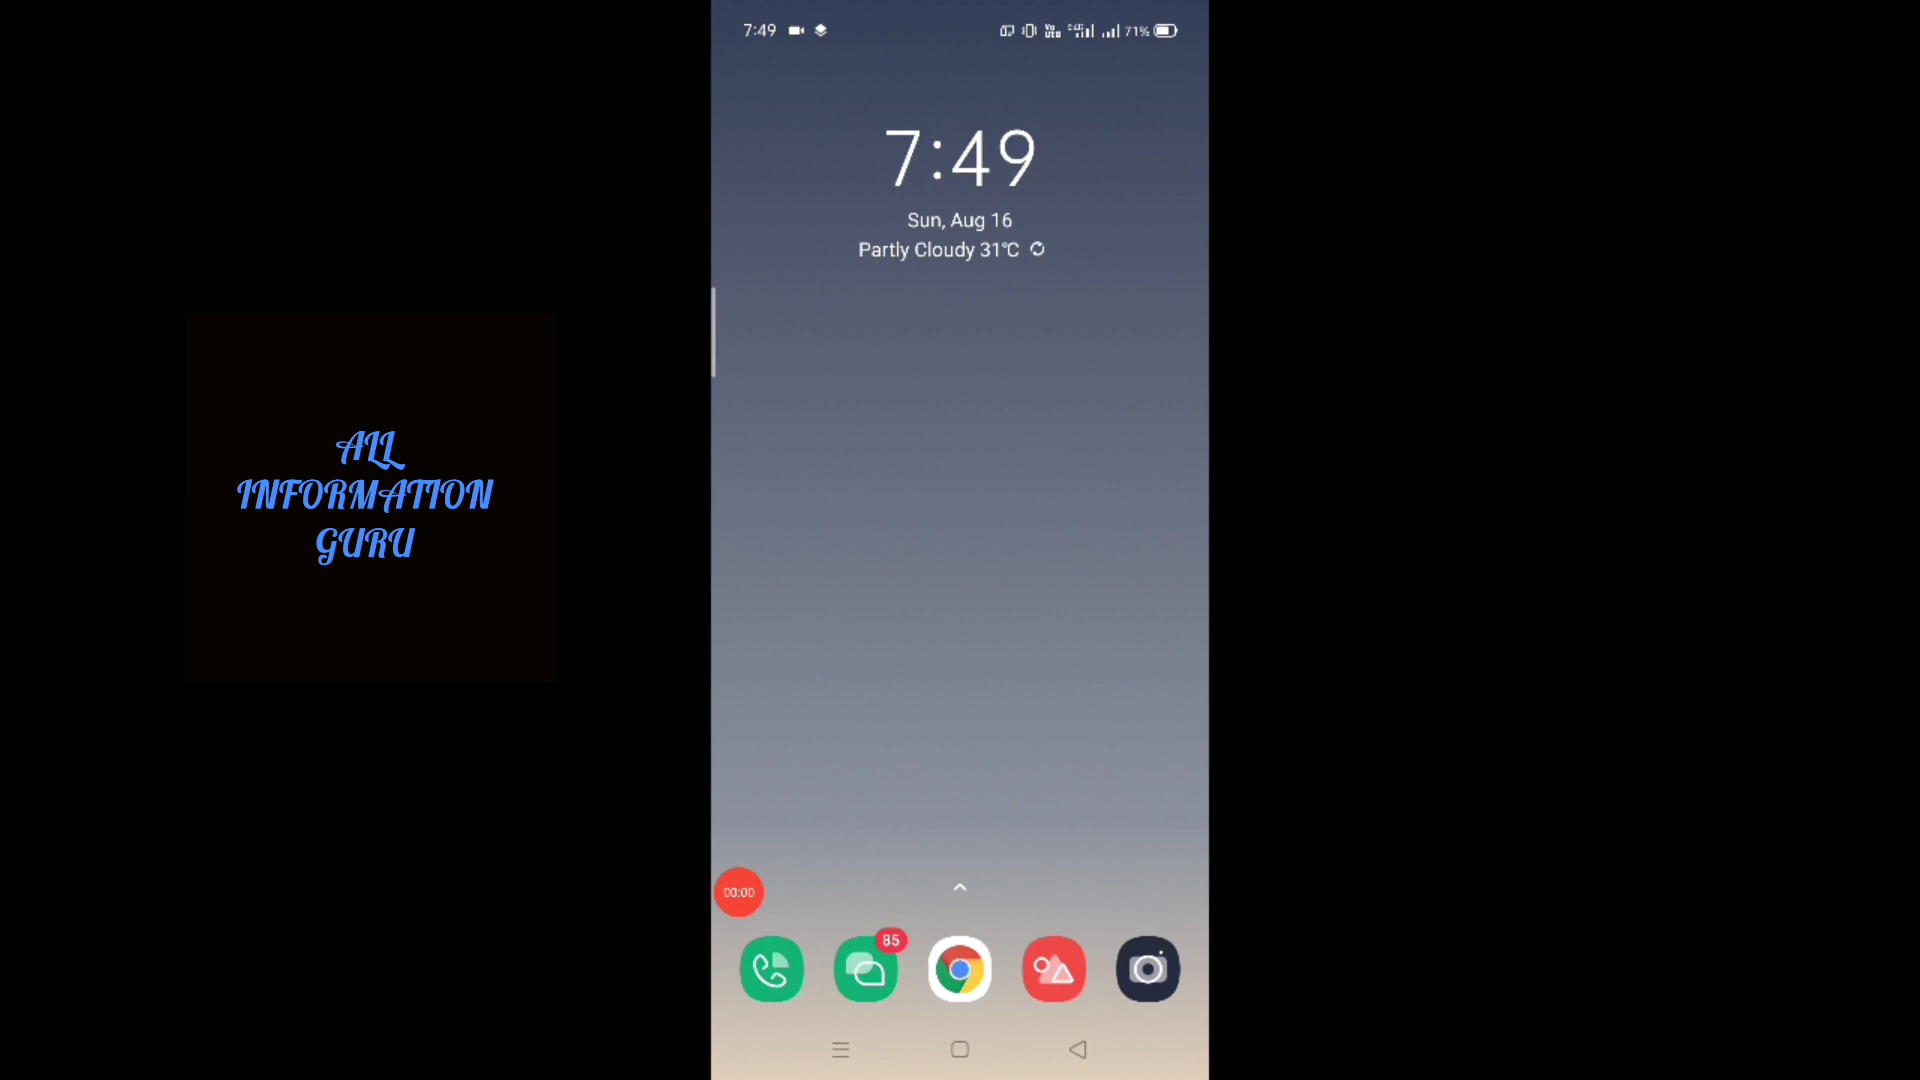 7:49
71%
7:49
Sun, Aug 16
Partly Cloudy 31°C
ALL
INFORMATION
GURU
00:00
85